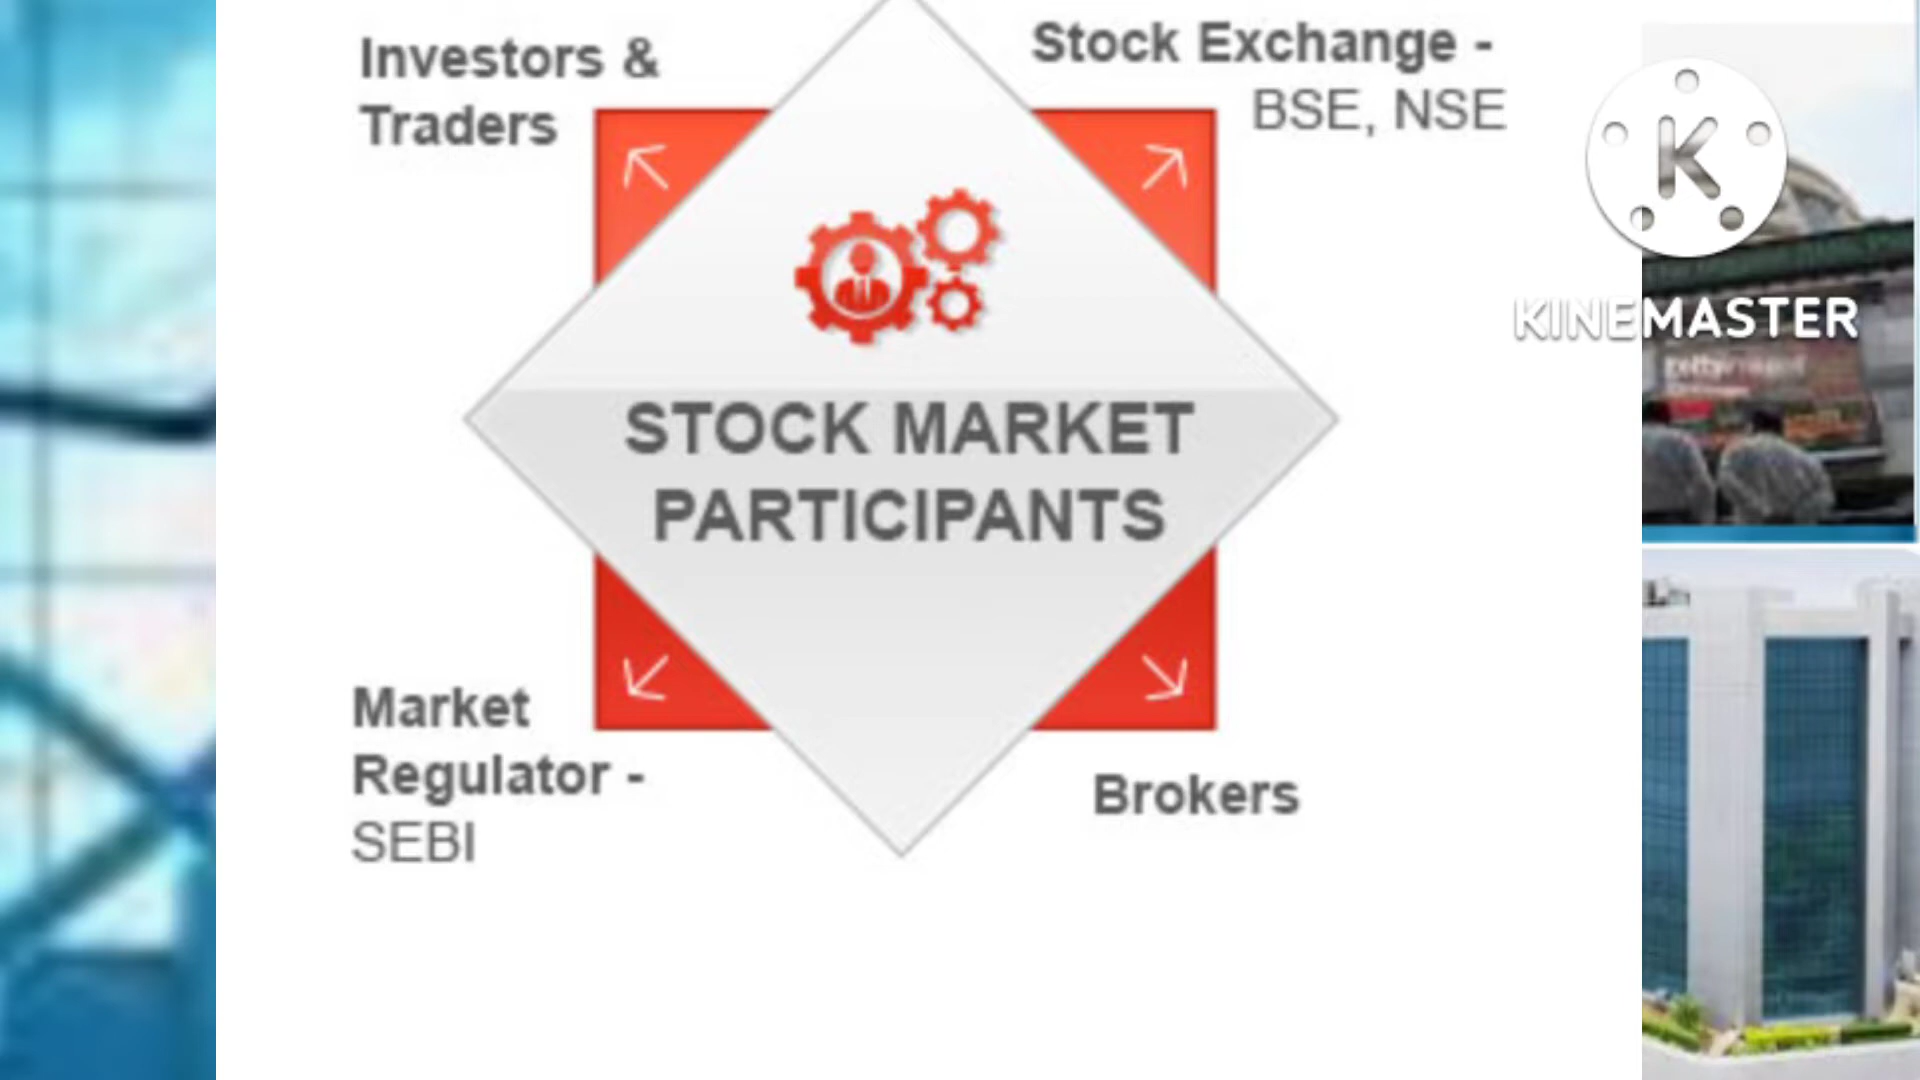 Investors &
Traders
Stock Exchange -
BSE, NSE
K
KINEMASTER
STOCK MARKET
PARTICIPANTS
Market
Regulator -
SEBI
Brokers